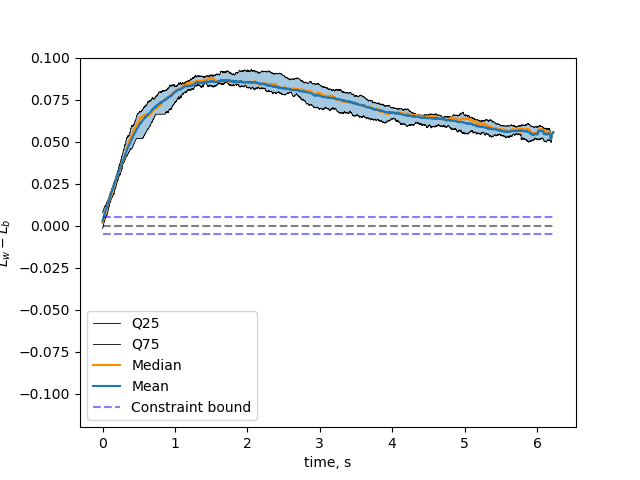 0.100
0.075
0.050
0.025
0.000
−0.025
−0.050
−0.075
−0.100
L_w − L_b
0 1 2 3 4 5 6
time, s
Q25
Q75
Median
Mean
Constraint bound